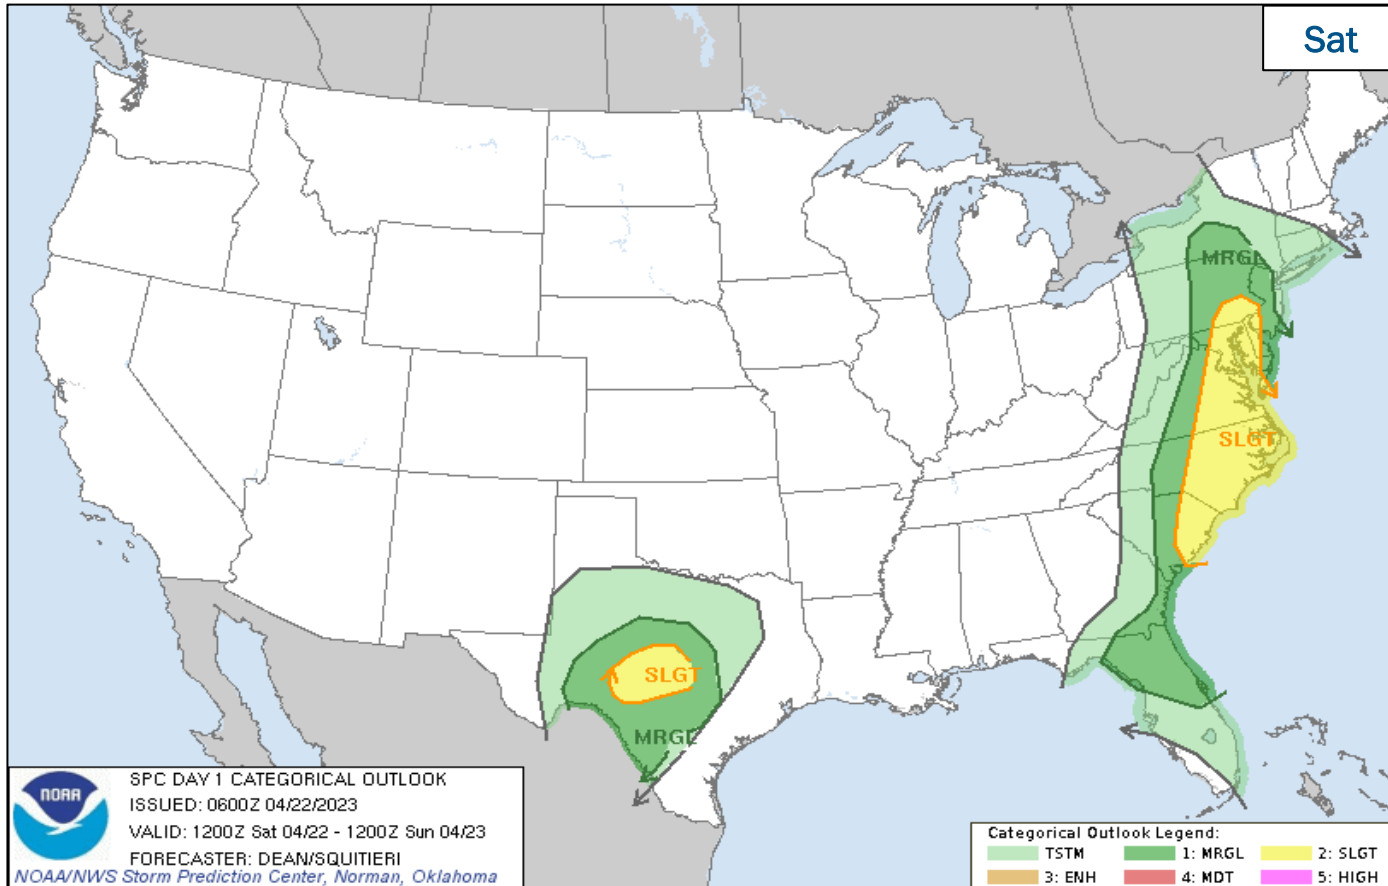 Sat
MRGL
SLGT
SLGT
MRGL
NOAA
SPC DAY 1 CATEGORICAL OUTLOOK
ISSUED: 0600Z 04/22/2023
VALID: 1200Z Sat 04/22 - 1200Z Sun 04/23
FORECASTER: DEAN/SQUITIERI
NOAA/NWS Storm Prediction Center, Norman, Oklahoma
Categorical Outlook Legend:
TSTM 1: MRGL 2: SLGT
3: ENH 4: MDT 5: HIGH